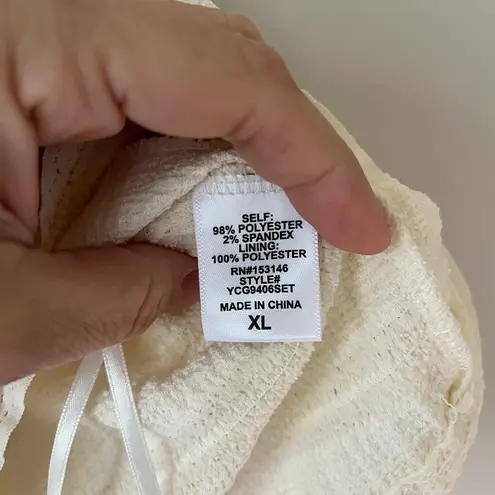 SELF:
98% POLYESTER
2% SPANDEX
LINING:
100% POLYESTER
RN#153146
STYLE#
YCG9406SET
MADE IN CHINA
XL